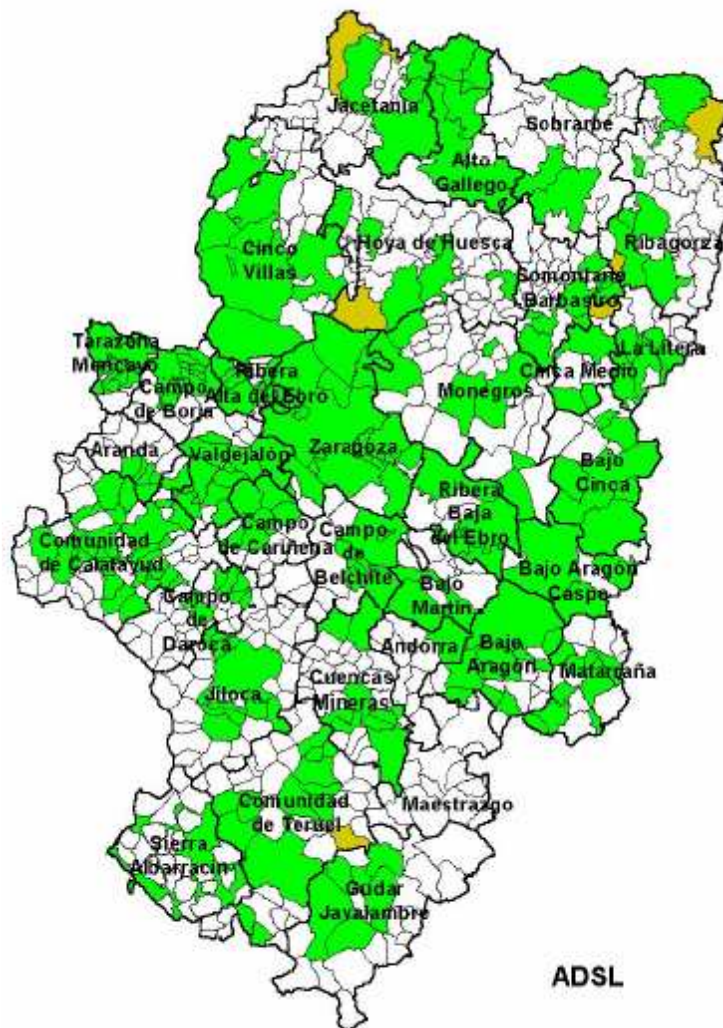 Jacetania
Sobrarbe
Alto
Gallego
Cinco
Villas
Hoya de Huesca
Ribagorza
Somontano
Barbastro
Tarazona
Moncayo
Campo
de Borja
Ribera
Alta del Ebro
Monegros
Cinca Medio
La Litera
Aranda
Valdejalón
Zaragoza
Bajo
Cinca
Ribera
Baja
del Ebro
Comunidad
de Calatayud
Campo
de Cariñena
Campo
de
Belchite
Bajo
Martin
Bajo Aragón
Caspe
Campo
de
Daroca
Andorra
Bajo
Aragón
Matarraña
Jiloca
Cuencas
Mineras
Maestrazgo
Comunidad
de Teruel
Sierra
Albarracin
Gudar
Javalambre
ADSL